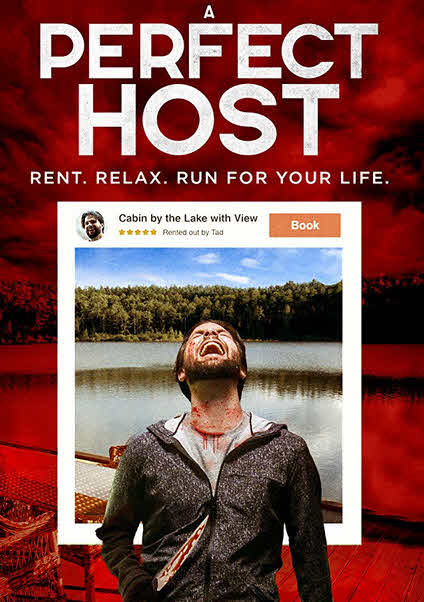 A
PERFECT
HOST
RENT. RELAX. RUN FOR YOUR LIFE.
Cabin by the Lake with View
Rented out by Tad
Book